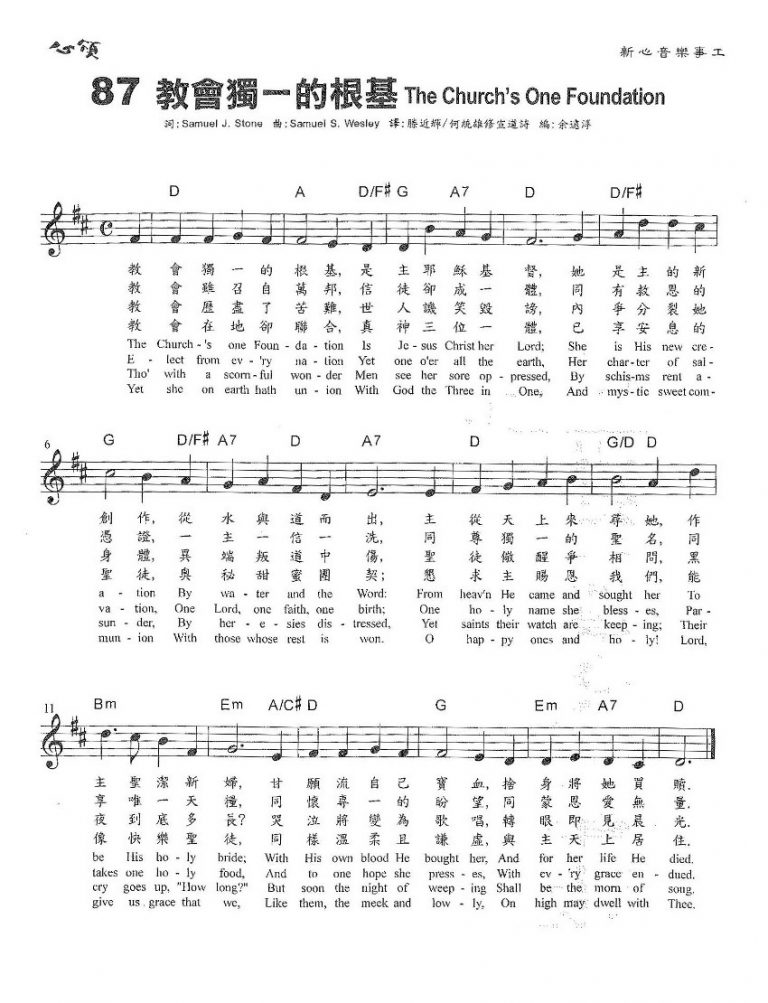 心領
新心音樂事工
87 教會獨一的根基 The Church's One Foundation
詞:Samuel J. Stone 曲:Samuel S. Wesley 譯:滕近輝/何統雄修宣道詩 編:余遠淳
D A D/F# G A7 D D/F#
教會獨一的根基,是主耶穌基督,她是主的新
教會雖召自萬邦,信徒卻成一體,同有救恩的
教會歷盡了苦難,世人譏笑毀謗,內爭分裂她
教會在地卻聯合,真神三位一體,已享安息的
The Church-'s one Foun-da-tion Is Je-sus Christ her Lord; She is His new cre-
E-lect from ev-'ry na-tion Yet one o'er all the earth, Her char-ter of sal-
Tho' with a scorn-ful won-der Men see her sore op-pressed, By schis-ms rent a-
Yet she on earth hath un-ion With God the Three in One, And mys-tic sweet com-
6 G D/F# A7 D A7 D G/D D
創作,從水與道而出,主從天上來尋她,作
憑證,一主一信一洗,同尊獨一的聖名,同
身體,異端叛道中傷,聖徒儆醒爭相問,黑
聖徒,奧秘甜蜜團契;懇求主賜恩我們,能
a-tion By wa-ter and the Word: From heav'n He came and sought her To
va-tion, One Lord, one faith, one birth; One ho-ly name she bless-es, Par-
sun-der, By her-e-sies dis-tressed, Yet saints their watch are keep-ing; Their
mun-ion With those whose rest is won. O hap-py ones and ho-ly! Lord,
11 Bm Em A/C# D G Em A7 D
主聖潔新婦,甘願流自己寶血,捨身將她買贖.
享唯一天糧,同懷專一的盼望,同蒙恩愛無量.
夜到底多長?哭泣將變為歌唱,轉眼即見晨光.
像快樂聖徒,同樣溫柔且謙虛,與主天上居住.
be His ho-ly bride; With His own blood He bought her, And for her life He died.
takes one ho-ly food, And to one hope she press-es, With ev-'ry grace en-dued.
cry goes up, "How long?" But soon the night of weep-ing Shall be the morn of song.
give us grace that we, Like them, the meek and low-ly, On high may dwell with Thee.